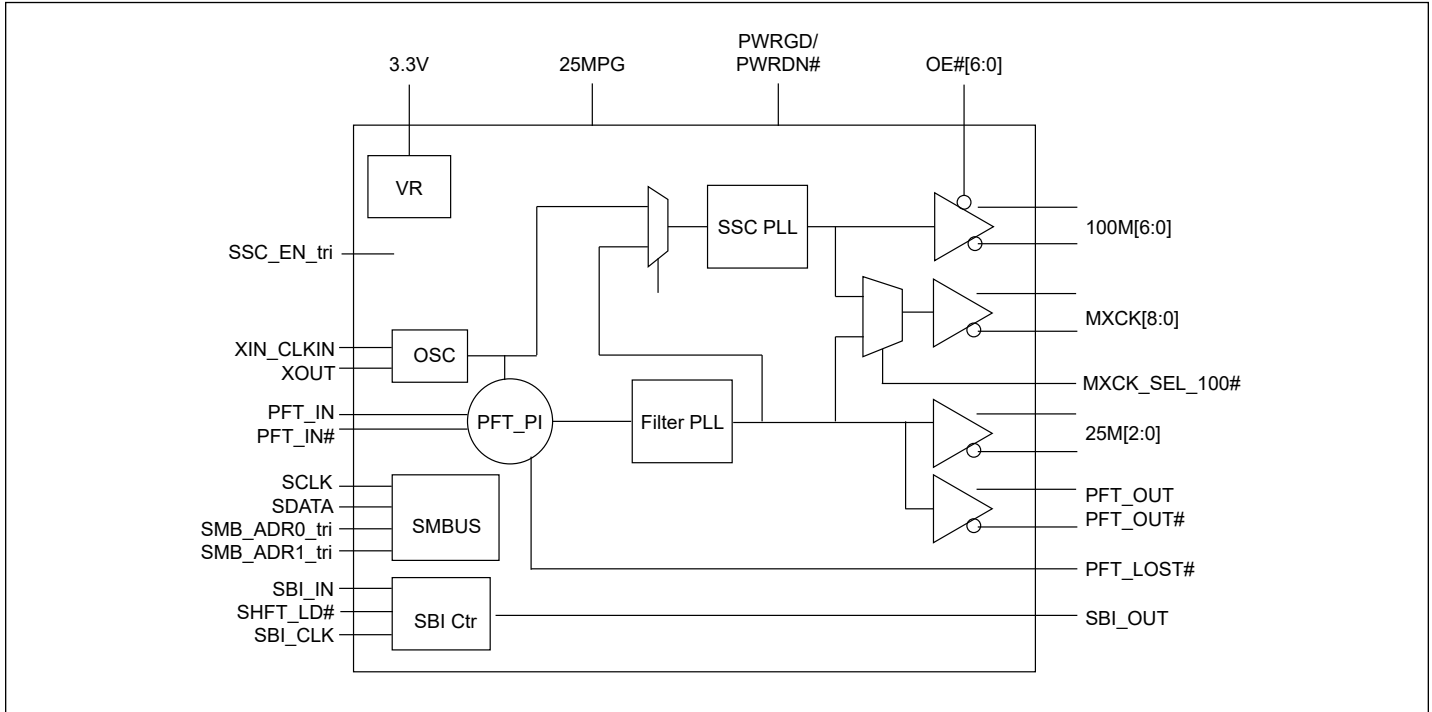 3.3V
25MPG
PWRGD/
PWRDN#
OE#[6:0]
VR
SSC PLL
100M[6:0]
SSC_EN_tri
MXCK[8:0]
XIN_CLKIN
XOUT
OSC
MXCK_SEL_100#
PFT_IN
PFT_IN#
PFT_PI
Filter PLL
25M[2:0]
SCLK
SDATA
SMB_ADR0_tri
SMB_ADR1_tri
SMBUS
PFT_OUT
PFT_OUT#
PFT_LOST#
SBI_IN
SHFT_LD#
SBI_CLK
SBI Ctr
SBI_OUT